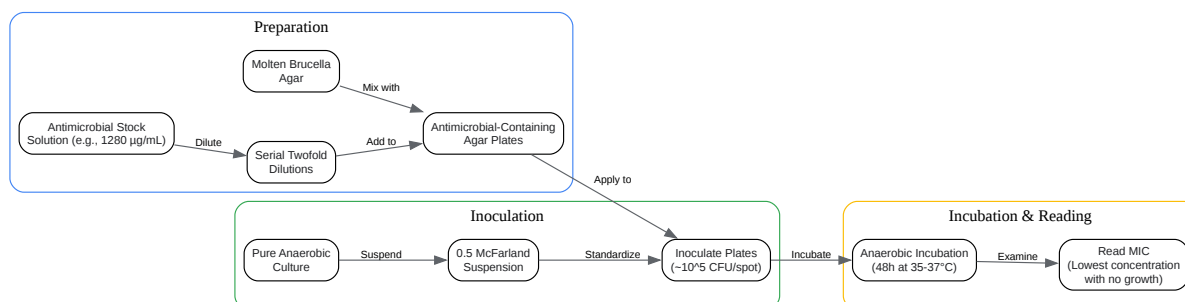 Preparation
Molten Brucella
Agar
Mix with
Antimicrobial Stock
Solution (e.g., 1280 µg/mL)
Dilute
Serial Twofold
Dilutions
Add to
Antimicrobial-Containing
Agar Plates
Apply to
Inoculation
Pure Anaerobic
Culture
Suspend
0.5 McFarland
Suspension
Standardize
Inoculate Plates
(~10^5 CFU/spot)
Incubate
Incubation & Reading
Anaerobic Incubation
(48h at 35-37°C)
Examine
Read MIC
(Lowest concentration
with no growth)